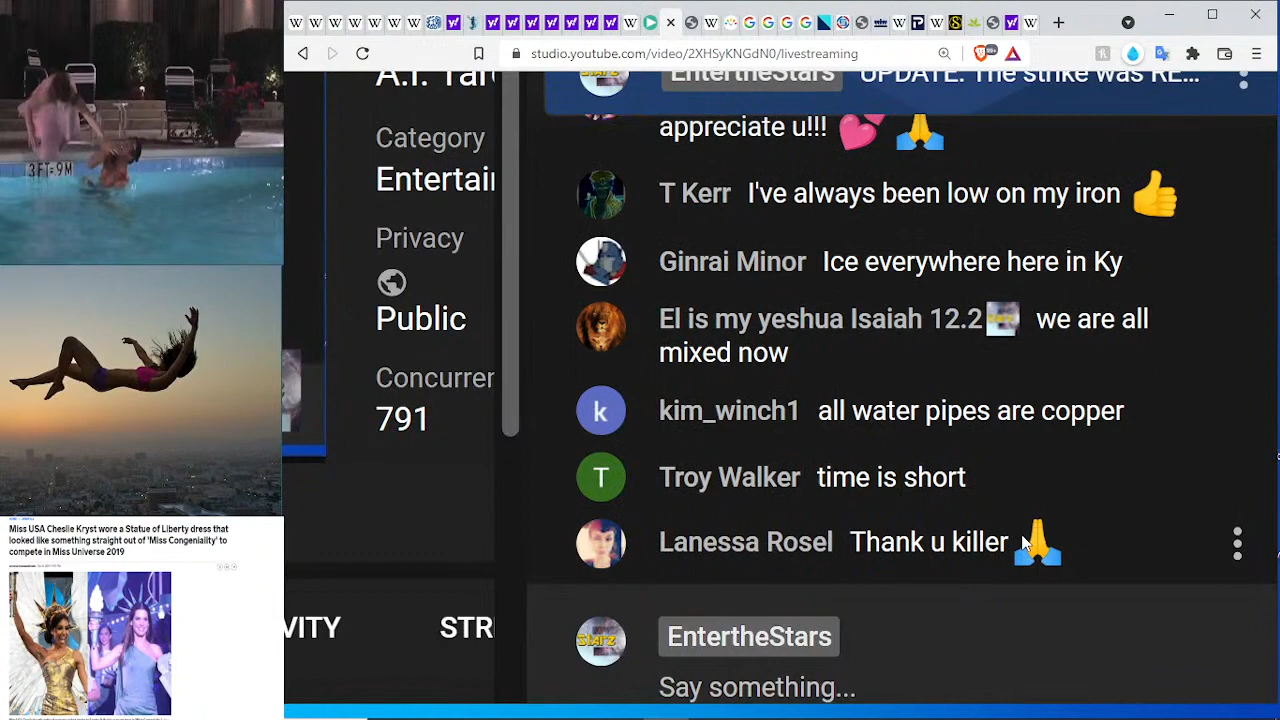 3FT-9M
Miss USA Cheslie Kryst wore a Statue of Liberty dress that
looked like something straight out of 'Miss Congeniality' to
compete in Miss Universe 2019
studio.youtube.com/video/2XHSyKNGdN0/livestreaming
99+
A.I. Tar
Category
Entertai
Privacy
Public
Concurrer
791
VITY STR
EntertheStars UPDATE: The strike was RE...
appreciate u!!! 💕 🙏
T Kerr I've always been low on my iron 👍
Ginrai Minor Ice everywhere here in Ky
El is my yeshua Isaiah 12.2 we are all
mixed now
k kim_winch1 all water pipes are copper
T Troy Walker time is short
Lanessa Rosel Thank u killer 🙏
Starz EntertheStars
Say something...